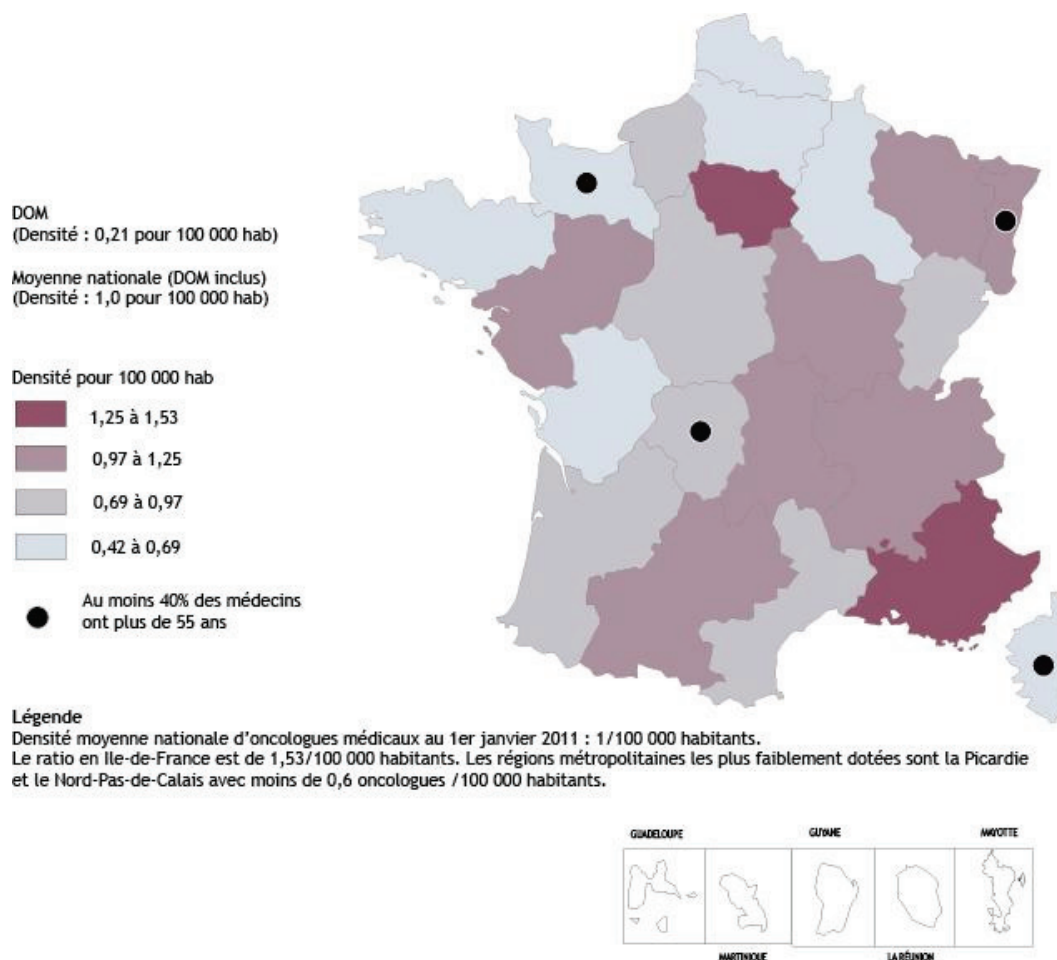 DOM
(Densité : 0,21 pour 100 000 hab)
Moyenne nationale (DOM inclus)
(Densité : 1,0 pour 100 000 hab)
Densité pour 100 000 hab
1,25 à 1,53
0,97 à 1,25
0,69 à 0,97
0,42 à 0,69
Au moins 40% des médecins
ont plus de 55 ans
Légende
Densité moyenne nationale d'oncologues médicaux au 1er janvier 2011 : 1/100 000 habitants.
Le ratio en Ile-de-France est de 1,53/100 000 habitants. Les régions métropolitaines les plus faiblement dotées sont la Picardie
et le Nord-Pas-de-Calais avec moins de 0,6 oncologues /100 000 habitants.
GUADELOUPE
GUYANE
MAYOTTE
MARTINIQUE
LA RÉUNION